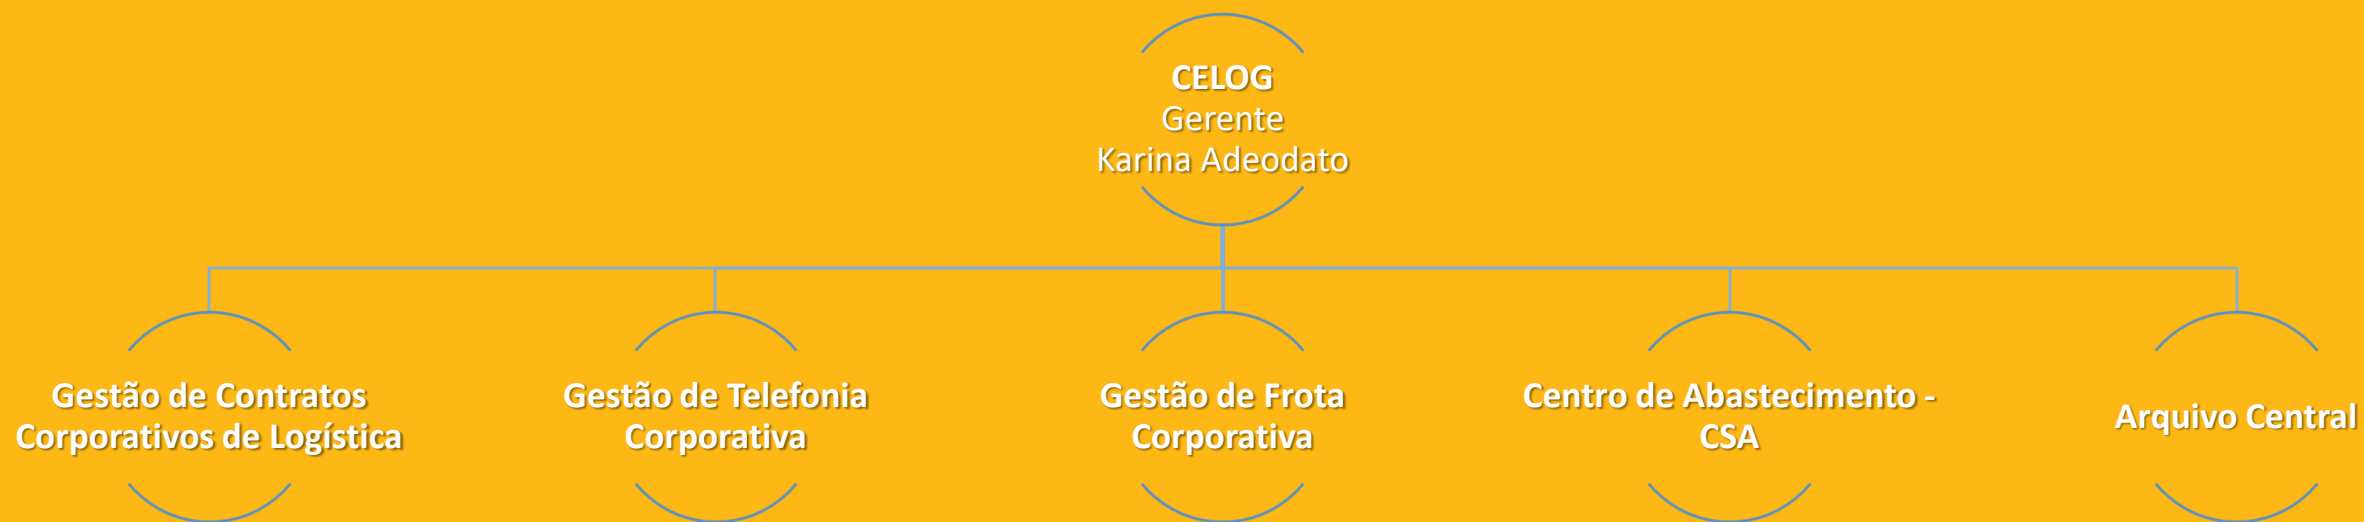 CELOG
Gerente
Karina Adeodato
Gestão de Contratos
Corporativos de Logística
Gestão de Telefonia
Corporativa
Gestão de Frota
Corporativa
Centro de Abastecimento -
CSA
Arquivo Central